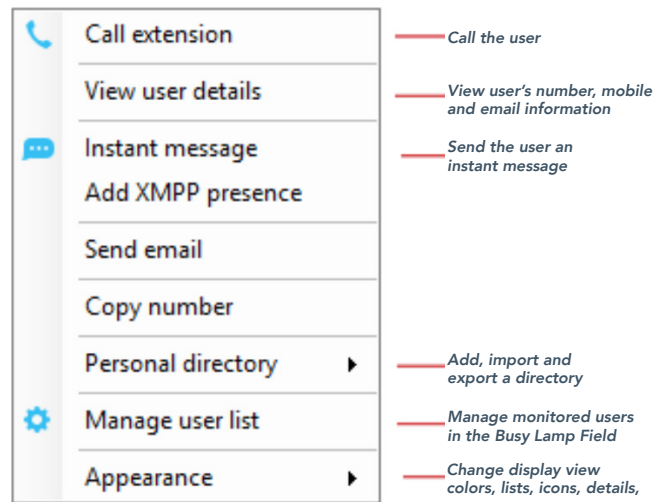 Call extension
Call the user
View user details
View user's number, mobile
and email information
Instant message
Send the user an
instant message
Add XMPP presence
Send email
Copy number
Personal directory
Add, import and
export a directory
Manage user list
Manage monitored users
in the Busy Lamp Field
Appearance
Change display view
colors, lists, icons, details,